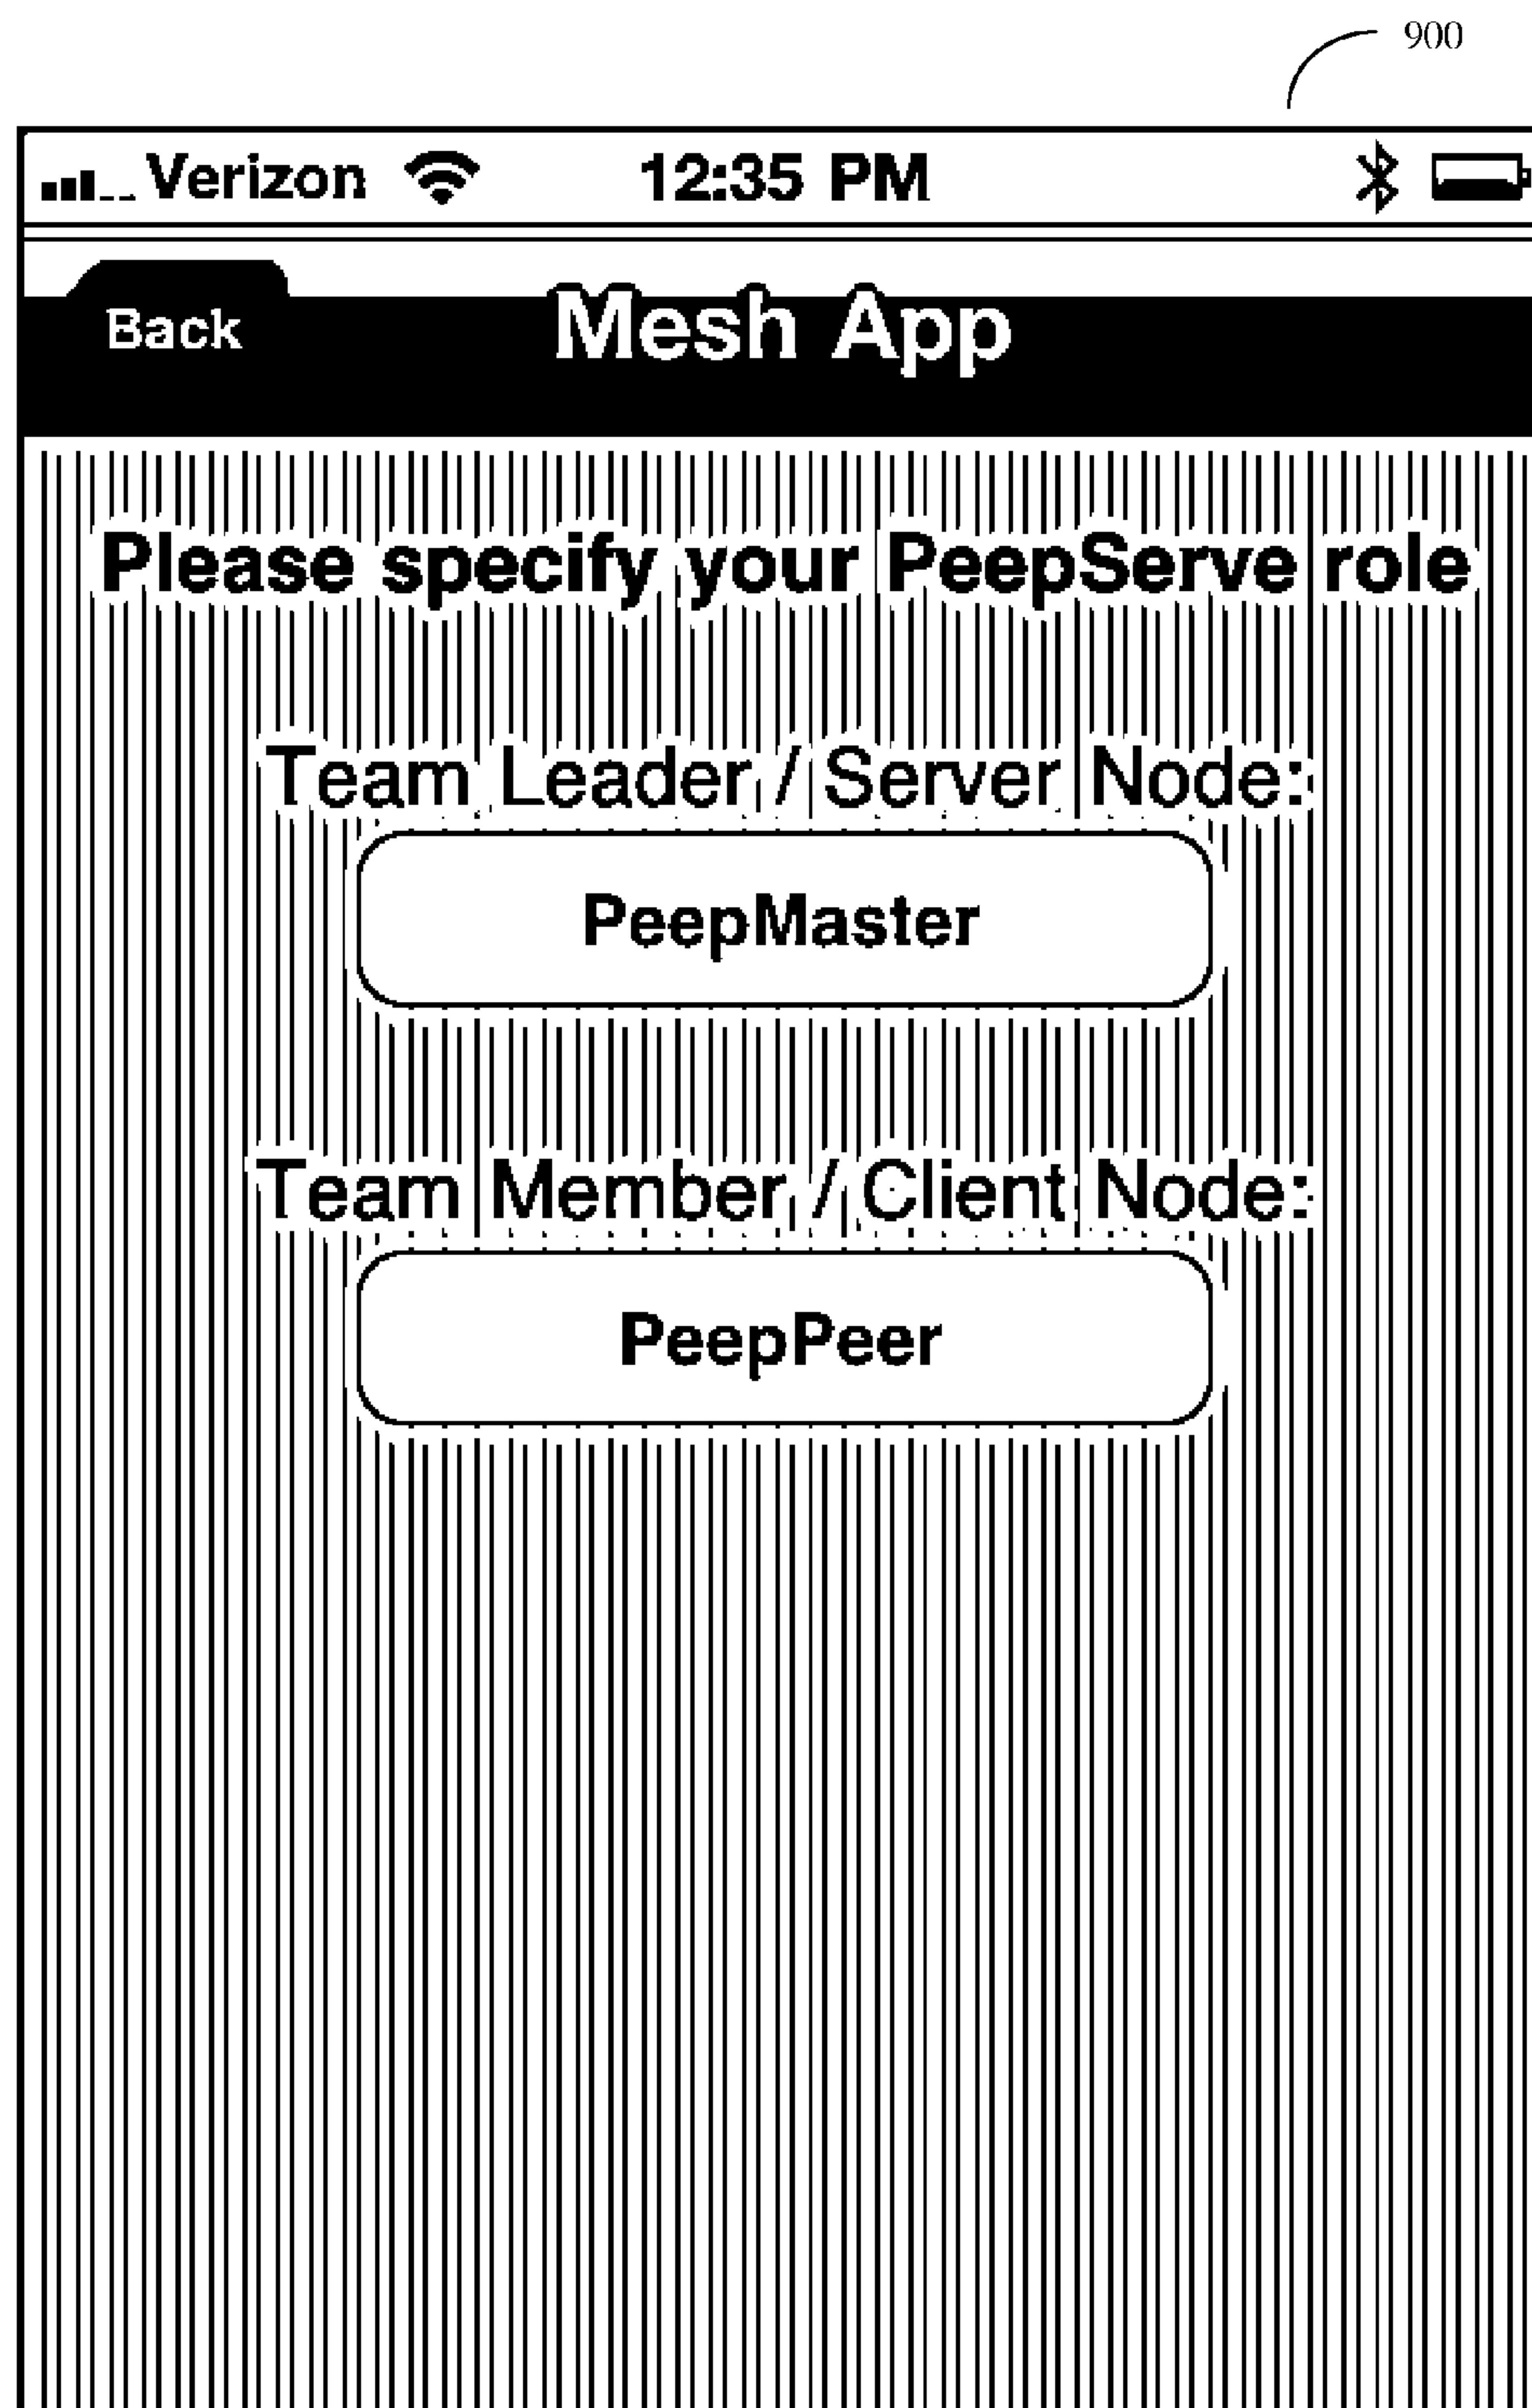 900
Verizon 12:35 PM
Back Mesh App
Please specify your PeepServe role
Team Leader / Server Node:
PeepMaster
Team Member / Client Node:
PeepPeer